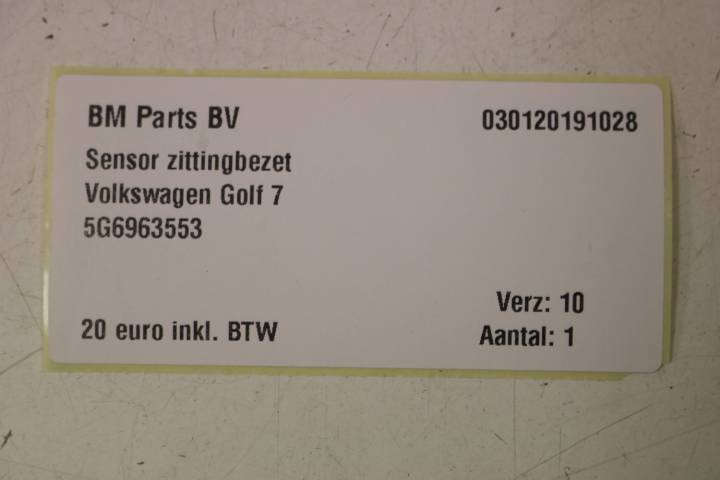 BM Parts BV 030120191028
Sensor zittingbezet
Volkswagen Golf 7
5G6963553
Verz: 10
20 euro inkl. BTW Aantal: 1